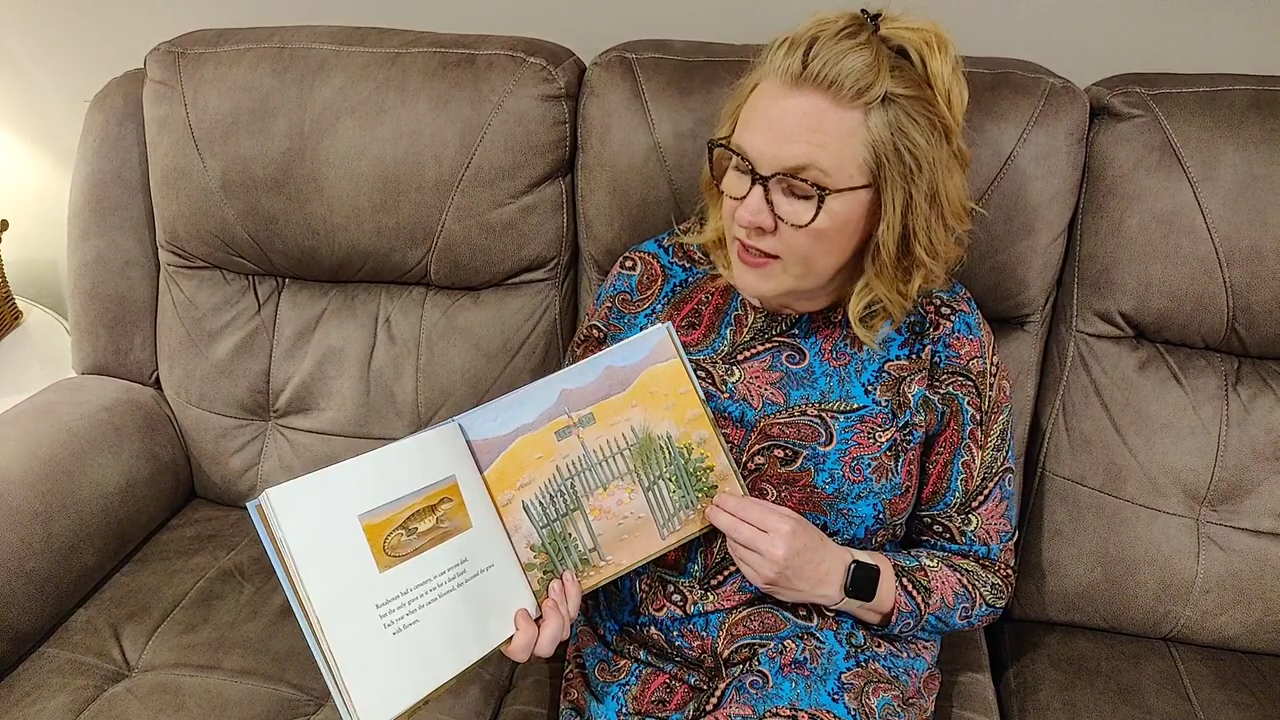 Roxaboxen had a cemetery, in case anyone died,
but the only grave in it was for a dead lizard.
Each year when the cactus bloomed, they decorated the grave
with flowers.